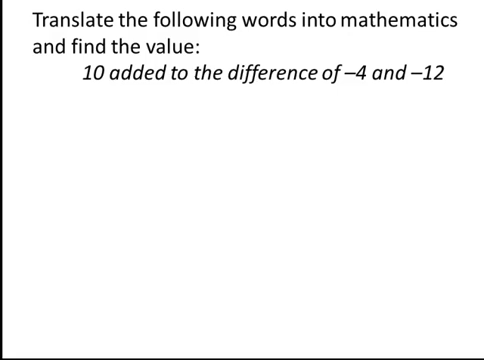 Translate the following words into mathematics
and find the value:
10 added to the difference of –4 and –12